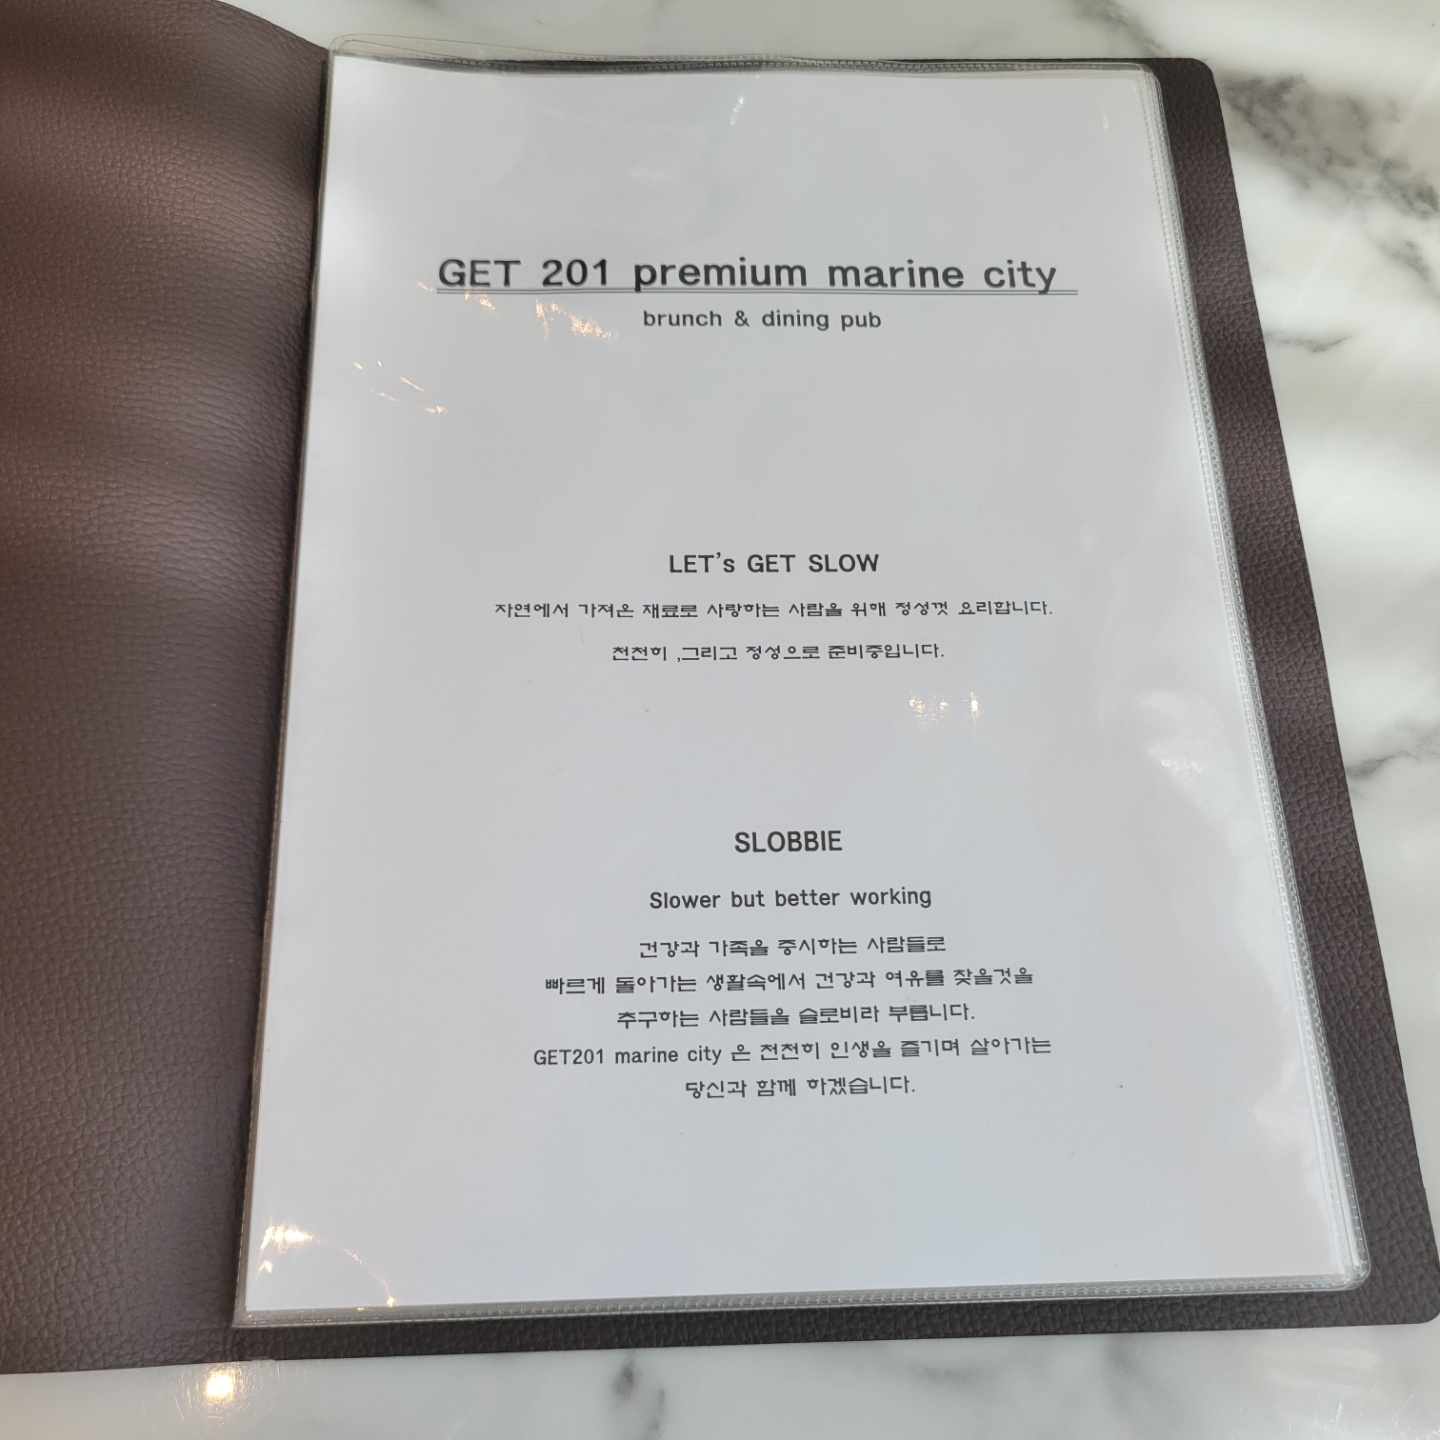 GET 201 premium marine city
brunch & dining pub
LET's GET SLOW
자연에서 가져온 재료로 사랑하는 사람을 위해 정성껏 요리합니다.
천천히 ,그리고 정성으로 준비중입니다.
SLOBBIE
Slower but better working
건강과 가족을 중시하는 사람들로
빠르게 돌아가는 생활속에서 건강과 여유를 찾을것을
추구하는 사람들을 슬로비라 부릅니다.
GET201 marine city 은 천천히 인생을 즐기며 살아가는
당신과 함께 하겠습니다.